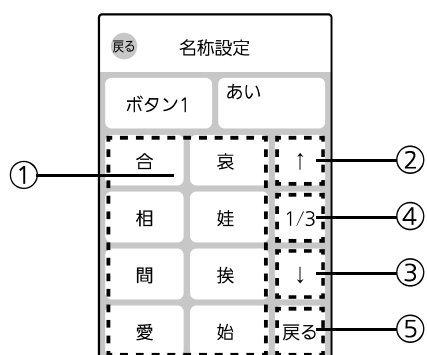 戻る 名称設定
ボタン1 あい
① 合 哀 ↑ ②
相 娃 1/3 ④
間 挨 ↓ ③
愛 始 戻る ⑤